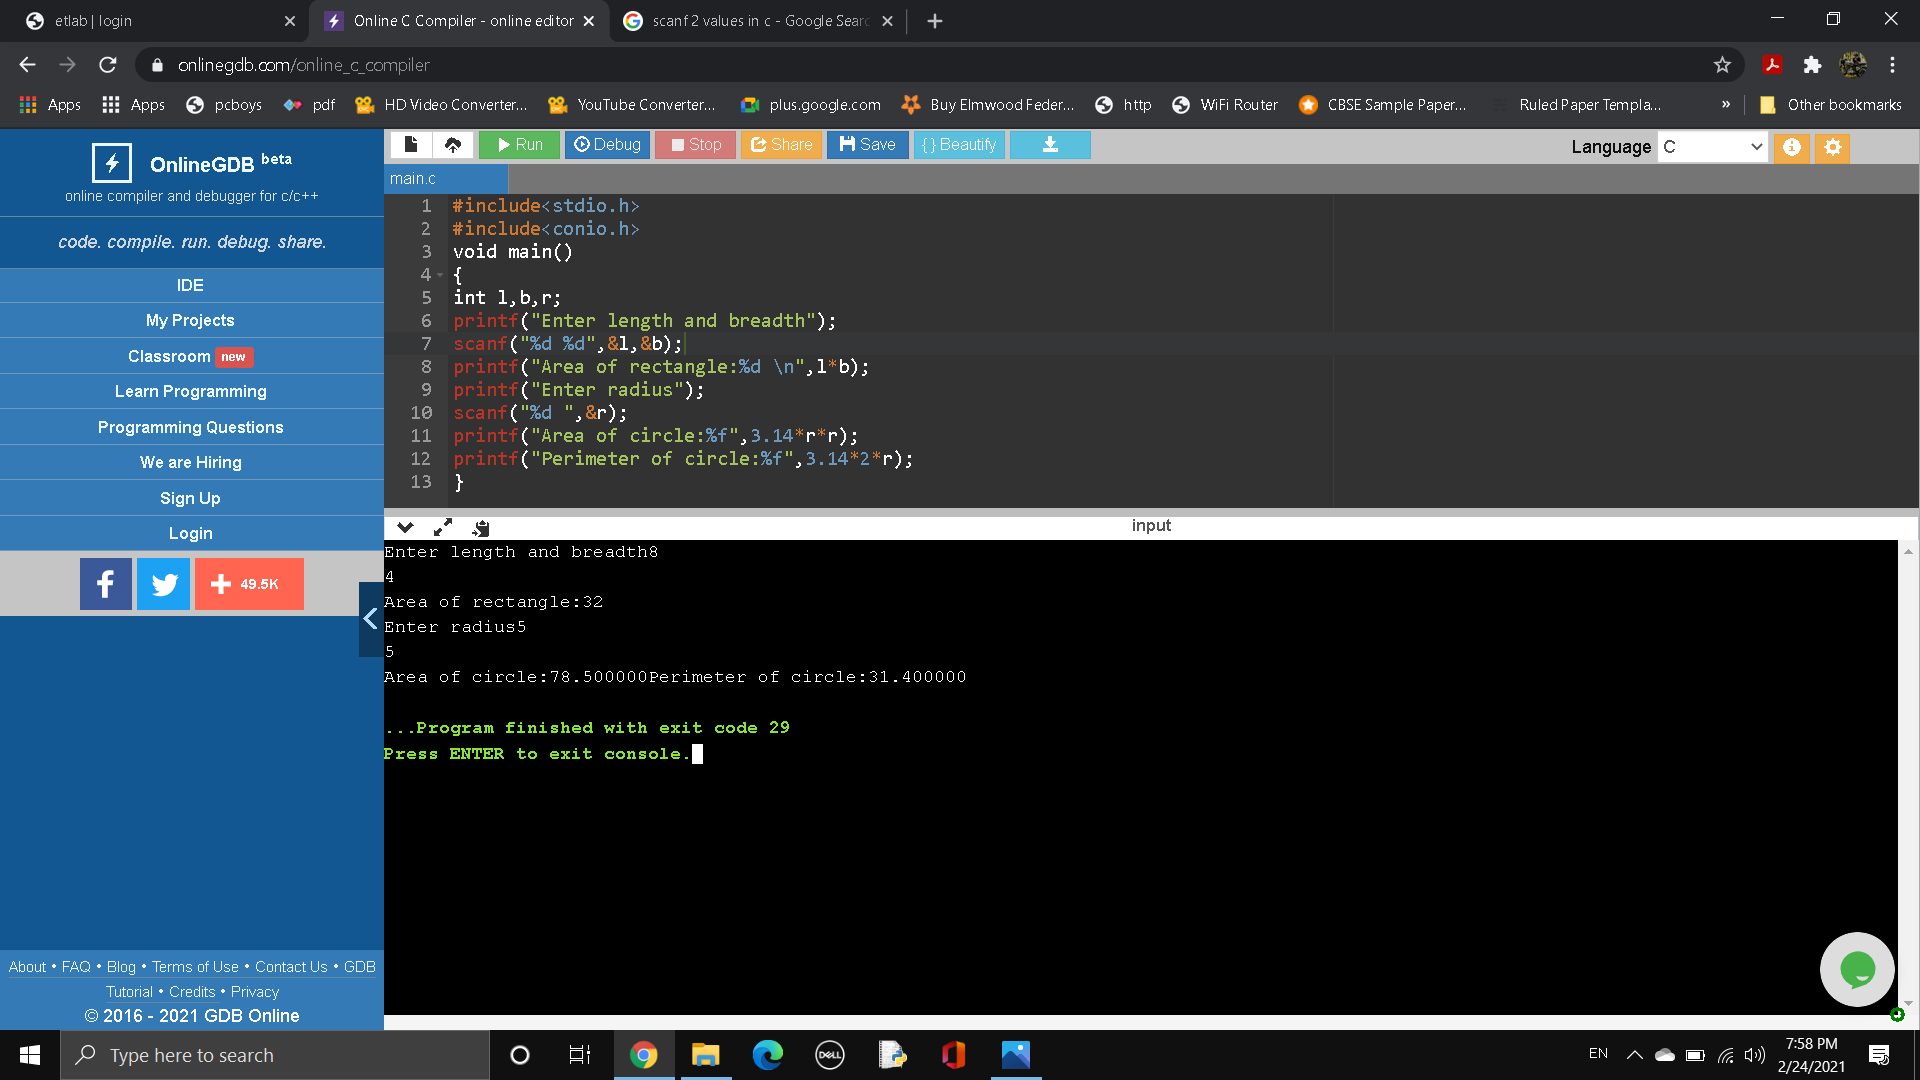 etlab | login
Online C Compiler - online editor
scanf 2 values in c - Google Searc
onlinegdb.com/online_c_compiler
Apps
Apps
pcboys
pdf
HD Video Converter...
YouTube Converter...
plus.google.com
Buy Elmwood Feder...
http
WiFi Router
CBSE Sample Paper...
Ruled Paper Templa...
»
Other bookmarks
OnlineGDB beta
online compiler and debugger for c/c++
code. compile. run. debug. share.
IDE
My Projects
Classroom new
Learn Programming
Programming Questions
We are Hiring
Sign Up
Login
f
+ 49.5K
About • FAQ • Blog • Terms of Use • Contact Us • GDB
Tutorial • Credits • Privacy
© 2016 - 2021 GDB Online
Run
Debug
Stop
Share
Save
{ } Beautify
Language C
main.c
1 #include<stdio.h>
2 #include<conio.h>
3 void main()
4 {
5 int l,b,r;
6 printf("Enter length and breadth");
7 scanf("%d %d",&l,&b);
8 printf("Area of rectangle:%d \n",l*b);
9 printf("Enter radius");
10 scanf("%d ",&r);
11 printf("Area of circle:%f",3.14*r*r);
12 printf("Perimeter of circle:%f",3.14*2*r);
13 }
input
Enter length and breadth8
4
Area of rectangle:32
Enter radius5
5
Area of circle:78.500000Perimeter of circle:31.400000
...Program finished with exit code 29
Press ENTER to exit console.
Type here to search
DELL
EN
7:58 PM
2/24/2021